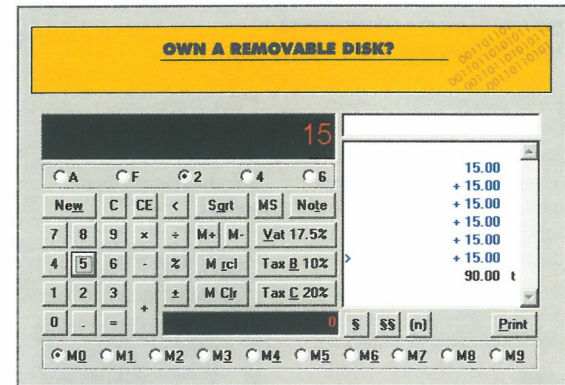 OWN A REMOVABLE DISK?
15
A F 2 4 6
New C CE < Sqrt MS Note
7 8 9 × ÷ M+ M- Vat 17.5%
4 5 6 - % M rcl Tax B 10%
1 2 3 + ± M Clr Tax C 20%
0 . = 0
15.00
+ 15.00
+ 15.00
+ 15.00
+ 15.00
> + 15.00
90.00 t
§ §§ (n) Print
M0 M1 M2 M3 M4 M5 M6 M7 M8 M9